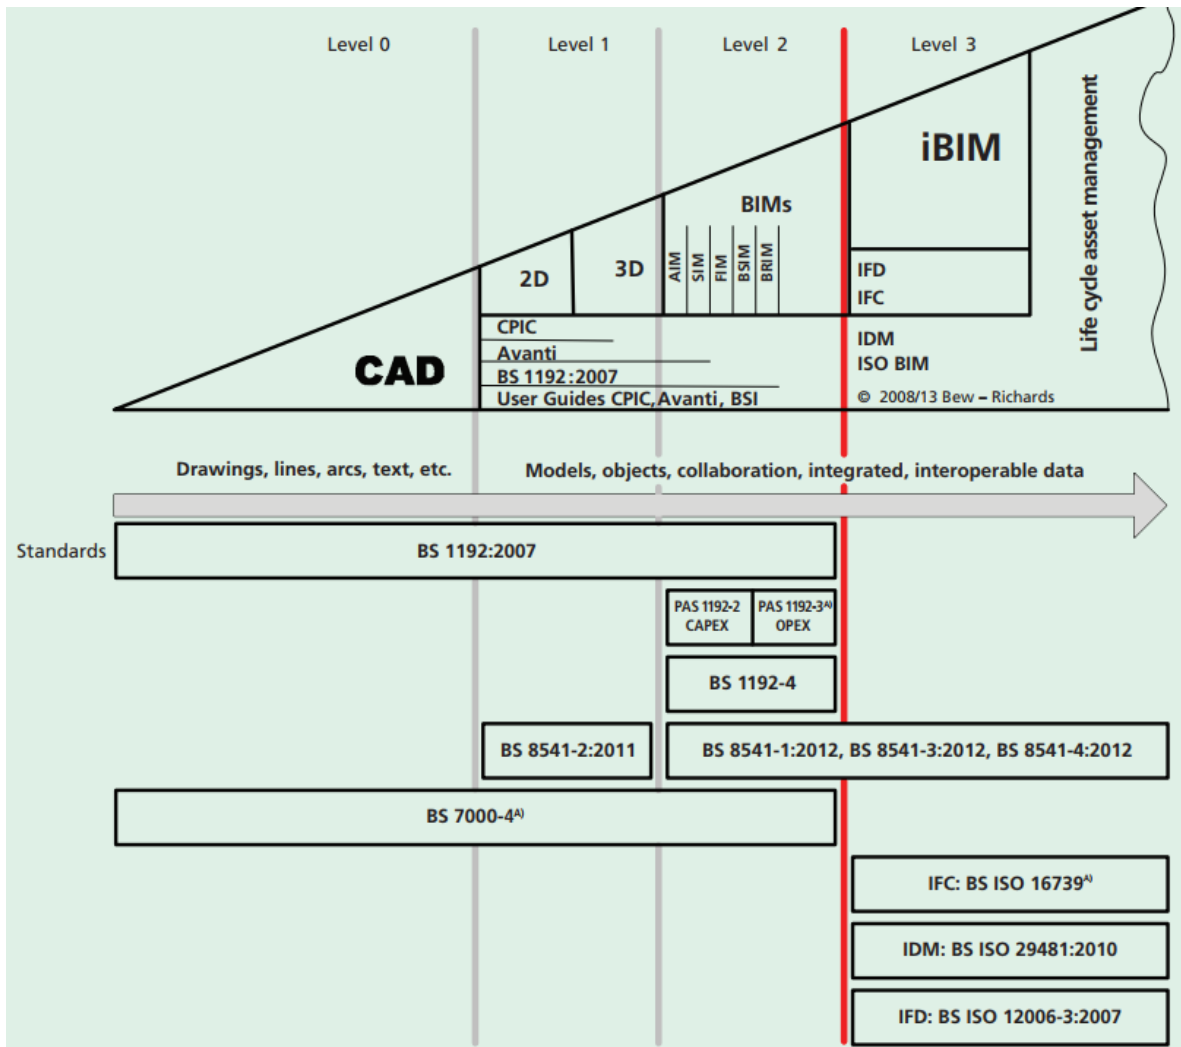 Level 0
Level 1
Level 2
Level 3
iBIM
Life cycle asset management
BIMs
2D
3D
AIM
SIM
FIM
BSIM
BRIM
IFD
IFC
CAD
CPIC
Avanti
BS 1192:2007
User Guides CPIC, Avanti, BSI
IDM
ISO BIM
© 2008/13 Bew – Richards
Drawings, lines, arcs, text, etc.
Models, objects, collaboration, integrated, interoperable data
Standards
BS 1192:2007
PAS 1192-2
CAPEX
PAS 1192-3A)
OPEX
BS 1192-4
BS 8541-2:2011
BS 8541-1:2012, BS 8541-3:2012, BS 8541-4:2012
BS 7000-4A)
IFC: BS ISO 16739A)
IDM: BS ISO 29481:2010
IFD: BS ISO 12006-3:2007